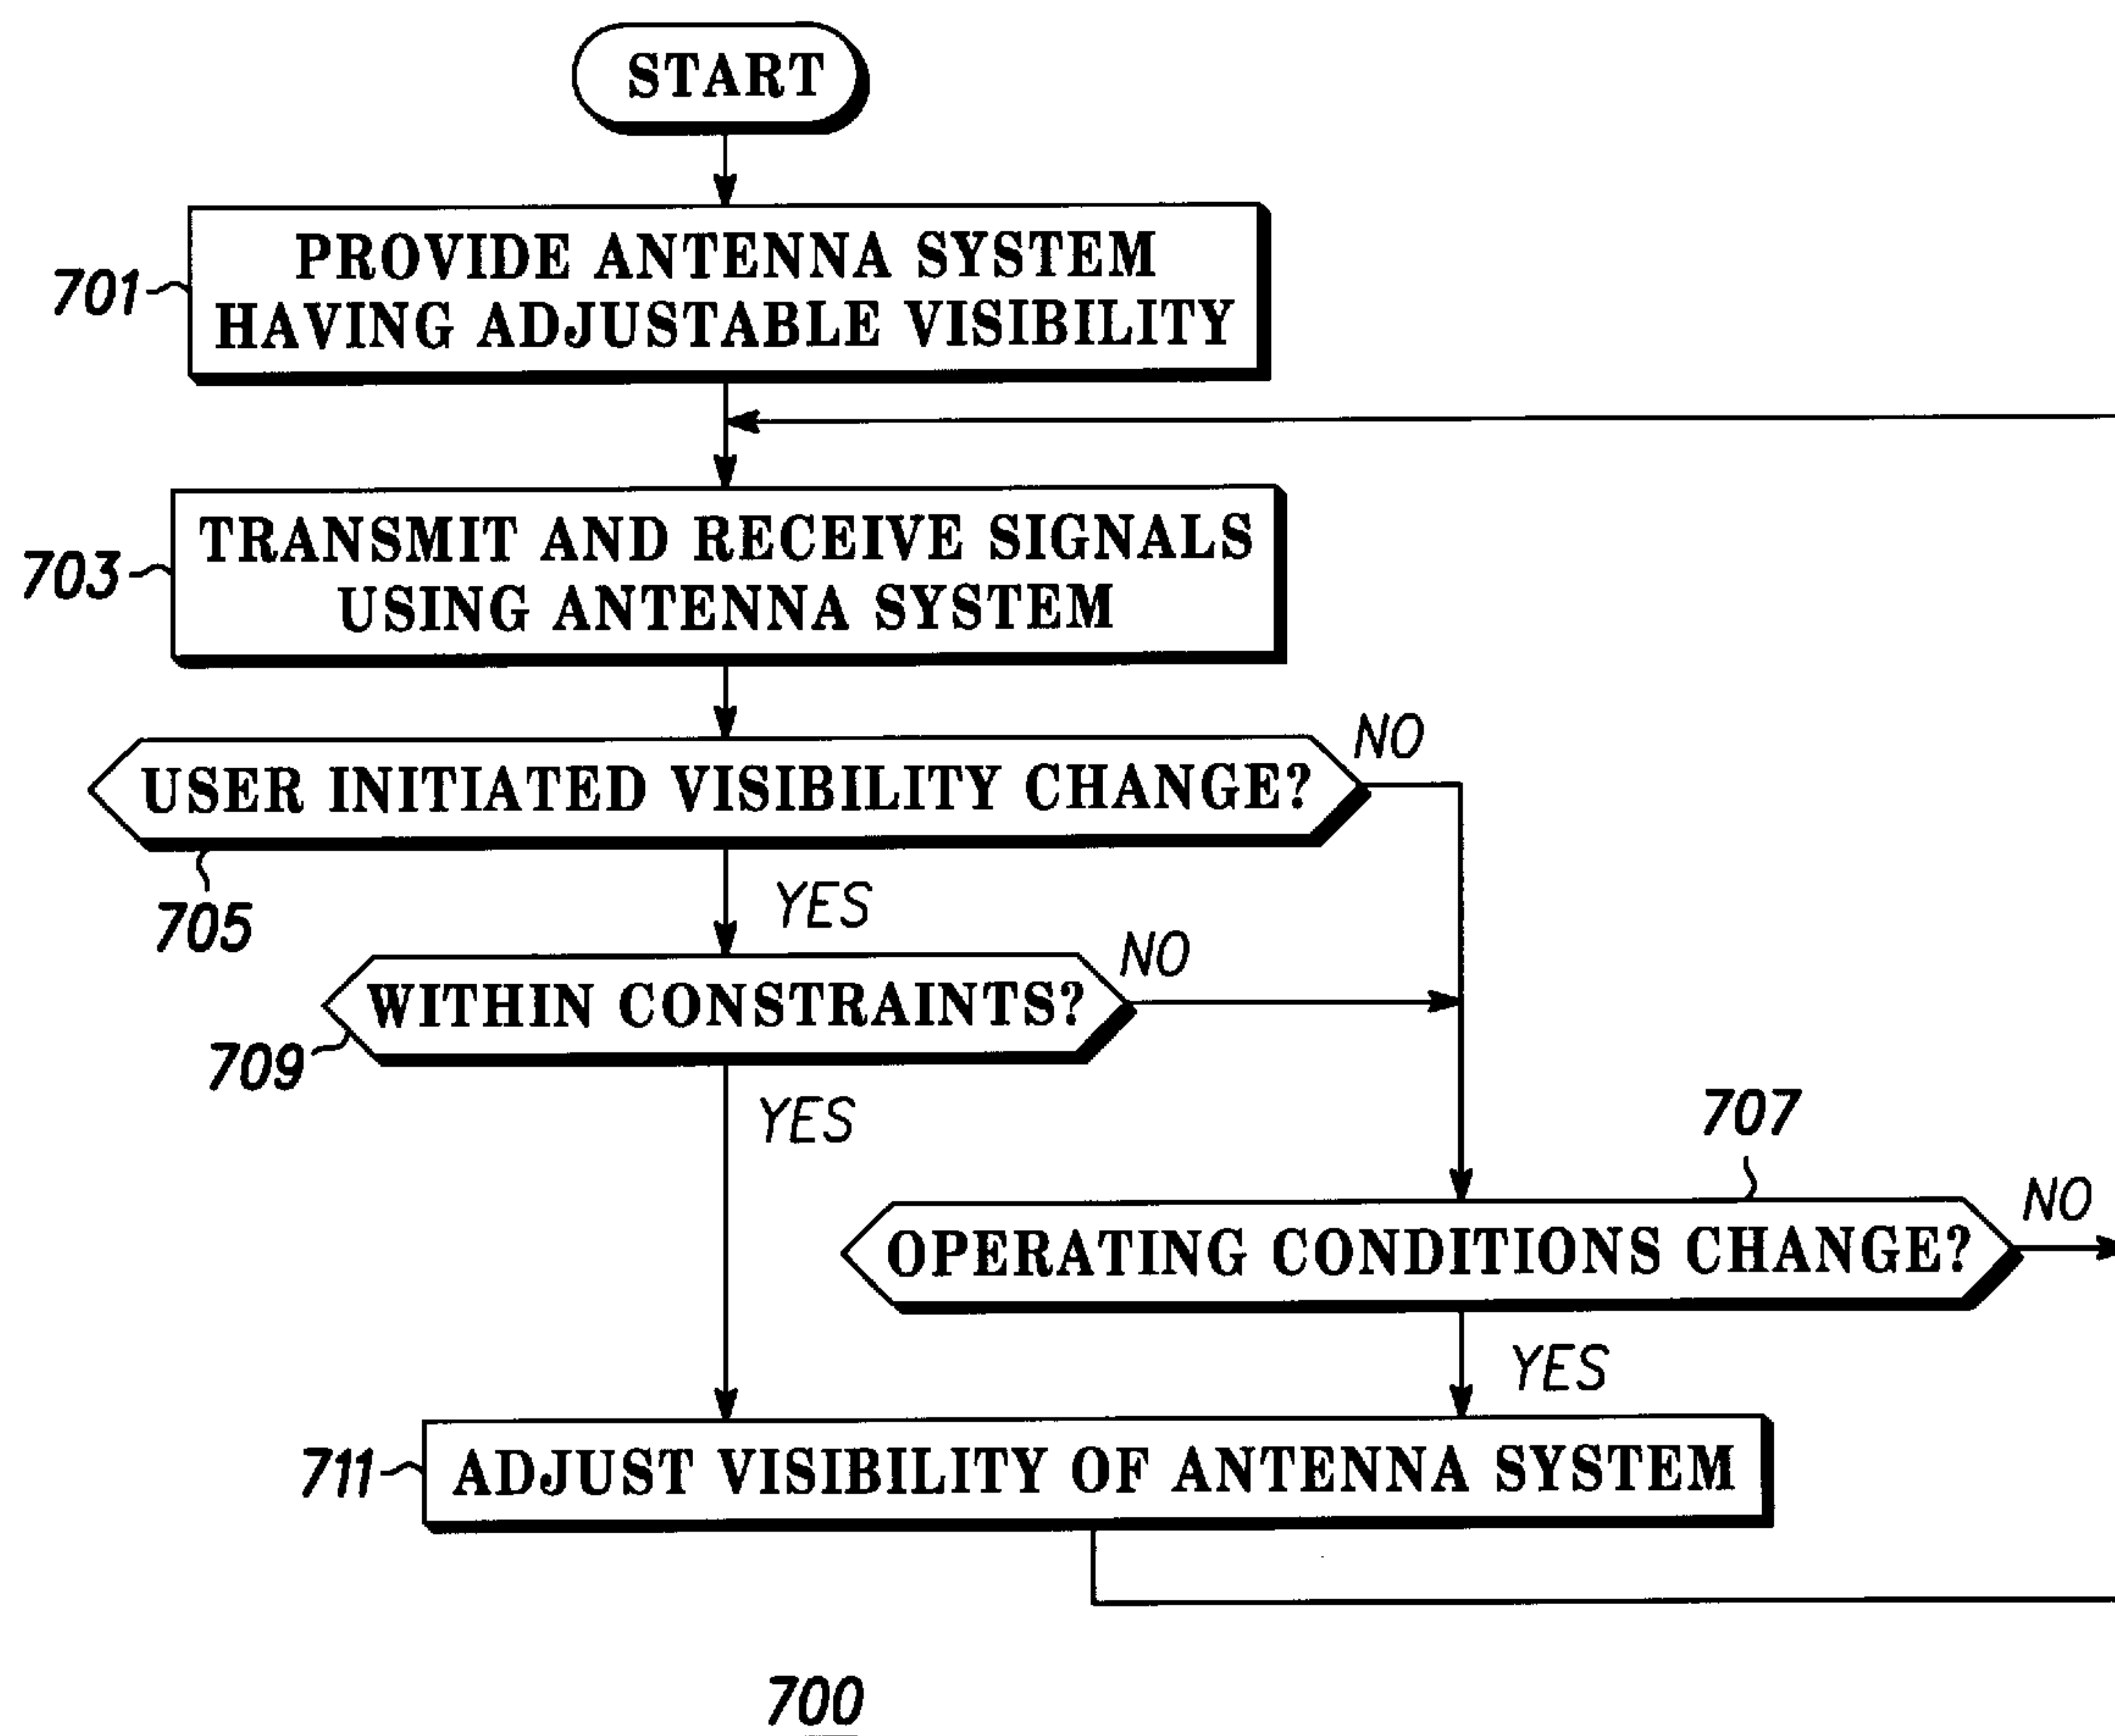 START
701
PROVIDE ANTENNA SYSTEM
HAVING ADJUSTABLE VISIBILITY
703
TRANSMIT AND RECEIVE SIGNALS
USING ANTENNA SYSTEM
USER INITIATED VISIBILITY CHANGE?
NO
705
YES
WITHIN CONSTRAINTS?
NO
709
YES
707
OPERATING CONDITIONS CHANGE?
NO
YES
711
ADJUST VISIBILITY OF ANTENNA SYSTEM
700